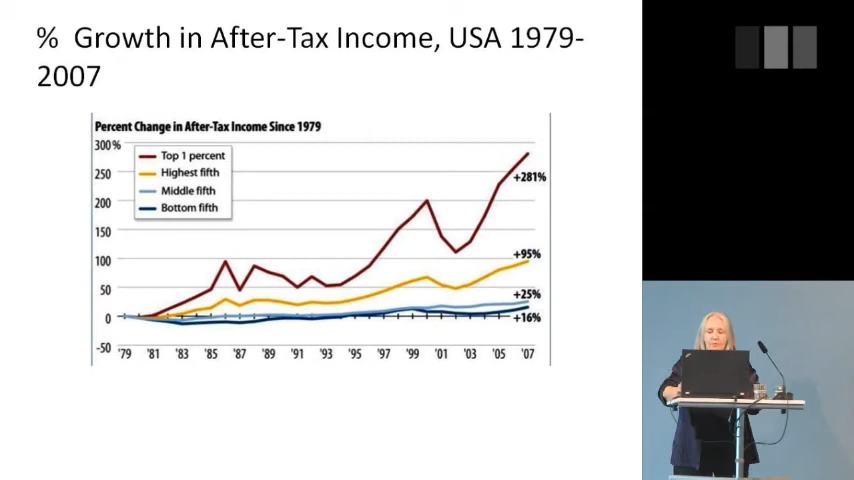 % Growth in After-Tax Income, USA 1979-
2007
Percent Change in After-Tax Income Since 1979
300%
250
200
150
100
50
0
-50
Top 1 percent
Highest fifth
Middle fifth
Bottom fifth
+281%
+95%
+25%
+16%
'79 '81 '83 '85 '87 '89 '91 '93 '95 '97 '99 '01 '03 '05 '07